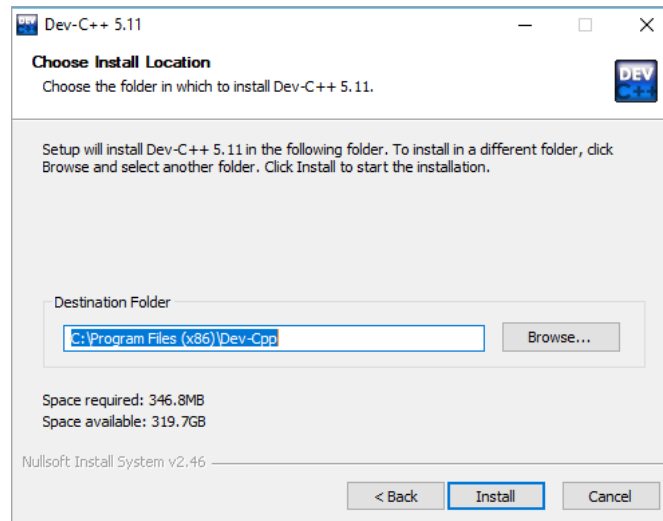 Dev-C++ 5.11
Choose Install Location
Choose the folder in which to install Dev-C++ 5.11.
DEV
C++
Setup will install Dev-C++ 5.11 in the following folder. To install in a different folder, click
Browse and select another folder. Click Install to start the installation.
Destination Folder
C:\Program Files (x86)\Dev-Cpp
Browse...
Space required: 346.8MB
Space available: 319.7GB
Nullsoft Install System v2.46
< Back
Install
Cancel